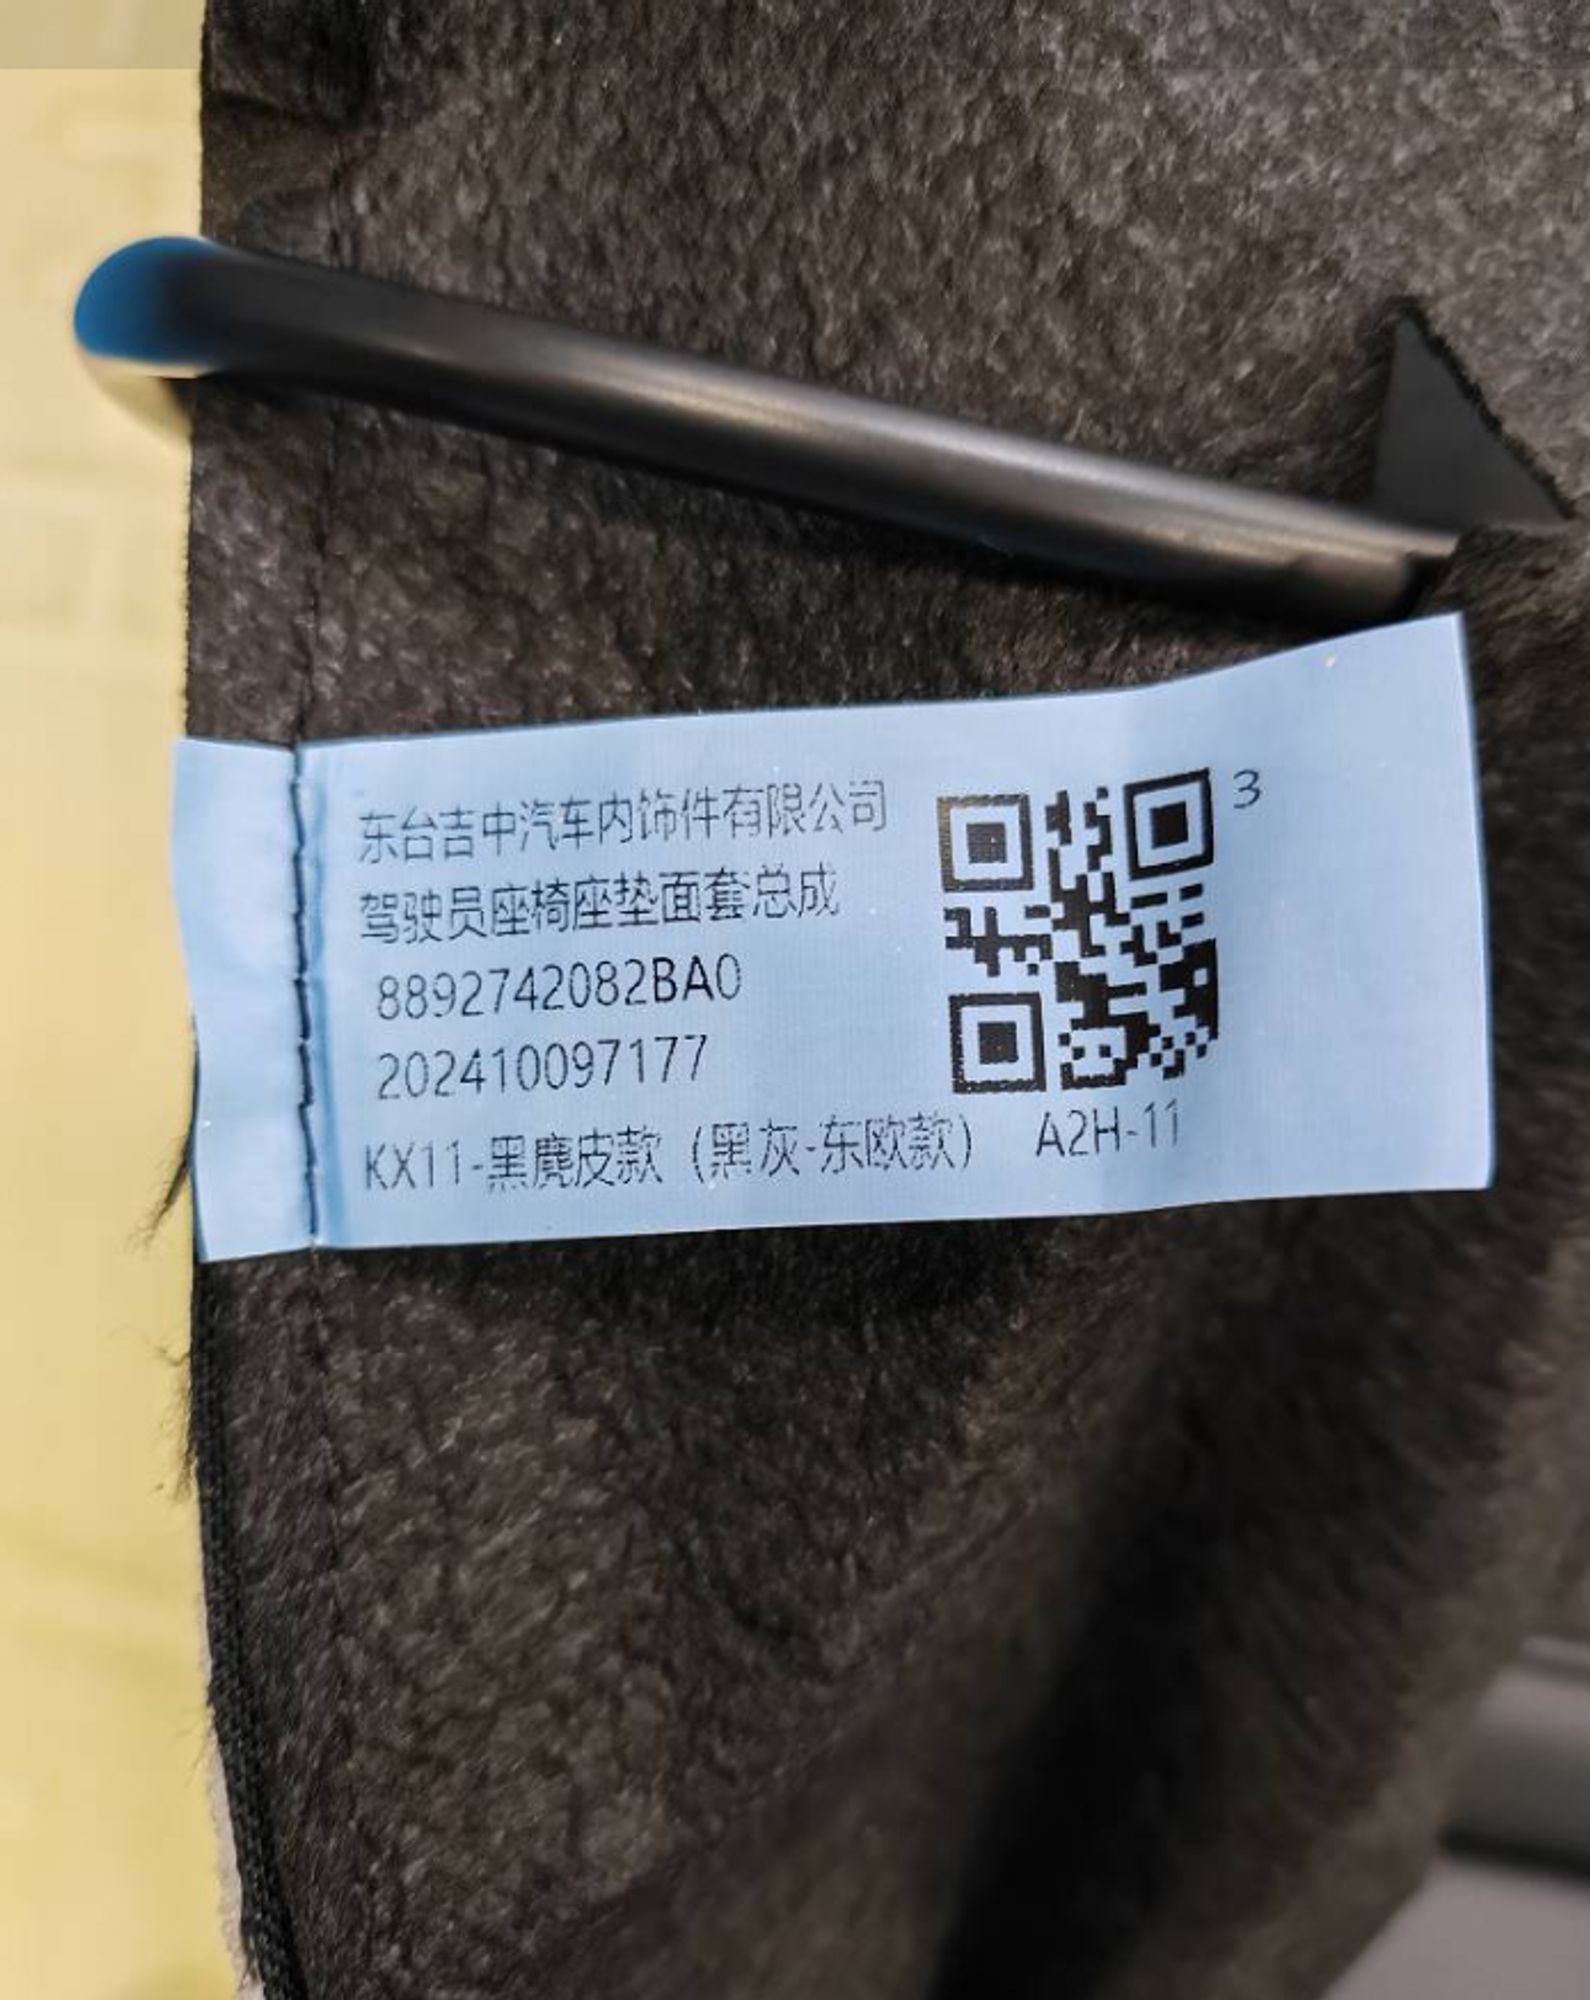 东台吉中汽车内饰件有限公司
3
驾驶员座椅座垫面套总成
8892742082BA0
202410097177
KX11-黑麂皮款（黑灰-东欧款） A2H-11